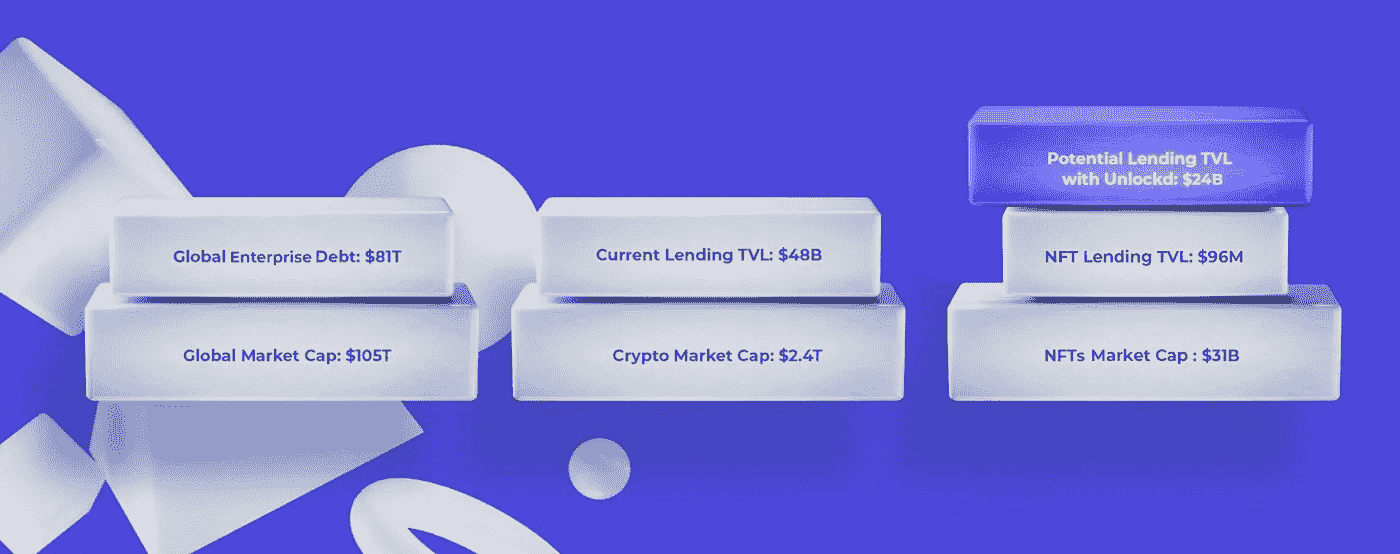 Potential Lending TVL
with Unlockd: $24B
Global Enterprise Debt: $81T
Current Lending TVL: $48B
NFT Lending TVL: $96M
Global Market Cap: $105T
Crypto Market Cap: $2.4T
NFTs Market Cap : $31B